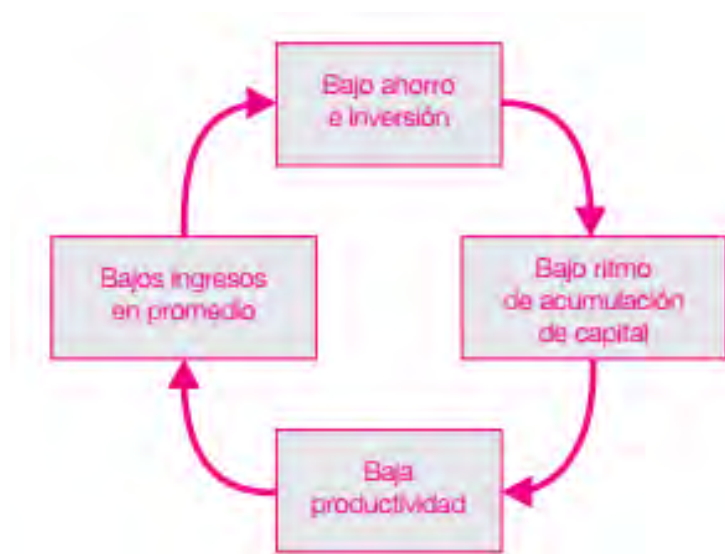 Bajo ahorro
e inversión
Bajos ingresos
en promedio
Bajo ritmo
de acumulación
de capital
Baja
productividad